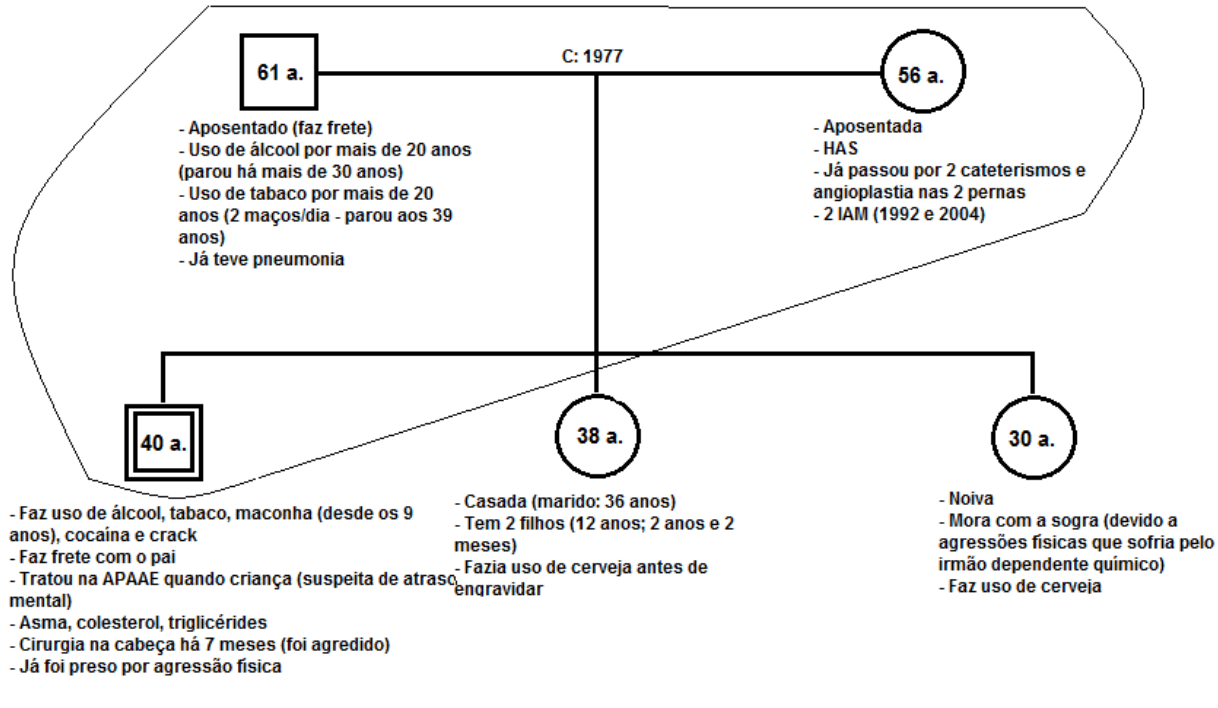 C: 1977
61 a.
- Aposentado (faz frete)
- Uso de álcool por mais de 20 anos
(parou há mais de 30 anos)
- Uso de tabaco por mais de 20
anos (2 maços/dia - parou aos 39
anos)
- Já teve pneumonia
56 a.
- Aposentada
- HAS
- Já passou por 2 cateterismos e
angioplastia nas 2 pernas
- 2 IAM (1992 e 2004)
40 a.
- Faz uso de álcool, tabaco, maconha (desde os 9
anos), cocaína e crack
- Faz frete com o pai
- Tratou na APAAE quando criança (suspeita de atraso
mental)
- Asma, colesterol, triglicérides
- Cirurgia na cabeça há 7 meses (foi agredido)
- Já foi preso por agressão física
38 a.
- Casada (marido: 36 anos)
- Tem 2 filhos (12 anos; 2 anos e 2
meses)
- Fazia uso de cerveja antes de
engravidar
30 a.
- Noiva
- Mora com a sogra (devido a
agressões físicas que sofria pelo
irmão dependente químico)
- Faz uso de cerveja